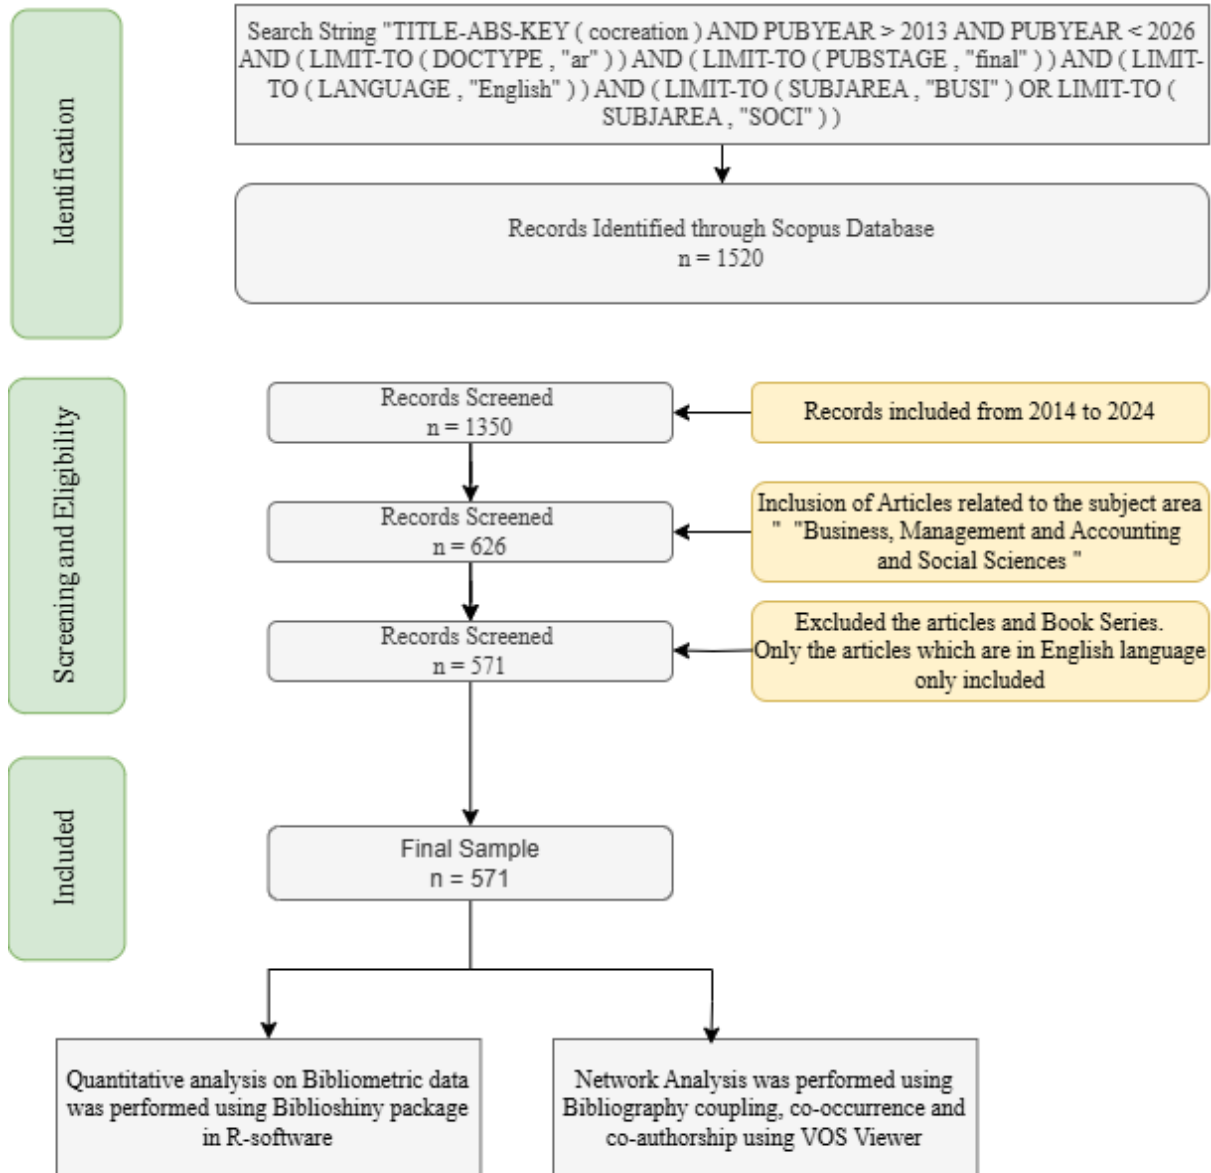 Identification
Search String "TITLE-ABS-KEY ( cocreation ) AND PUBYEAR > 2013 AND PUBYEAR < 2026
AND ( LIMIT-TO ( DOCTYPE , "ar" ) ) AND ( LIMIT-TO ( PUBSTAGE , "final" ) ) AND ( LIMIT-
TO ( LANGUAGE , "English" ) ) AND ( LIMIT-TO ( SUBJAREA , "BUSI" ) OR LIMIT-TO (
SUBJAREA , "SOCI" ) )
Records Identified through Scopus Database
n = 1520
Screening and Eligibility
Records Screened
n = 1350
Records included from 2014 to 2024
Records Screened
n = 626
Inclusion of Articles related to the subject area
" "Business, Management and Accounting
and Social Sciences "
Records Screened
n = 571
Excluded the articles and Book Series.
Only the articles which are in English language
only included
Included
Final Sample
n = 571
Quantitative analysis on Bibliometric data
was performed using Biblioshiny package
in R-software
Network Analysis was performed using
Bibliography coupling, co-occurrence and
co-authorship using VOS Viewer